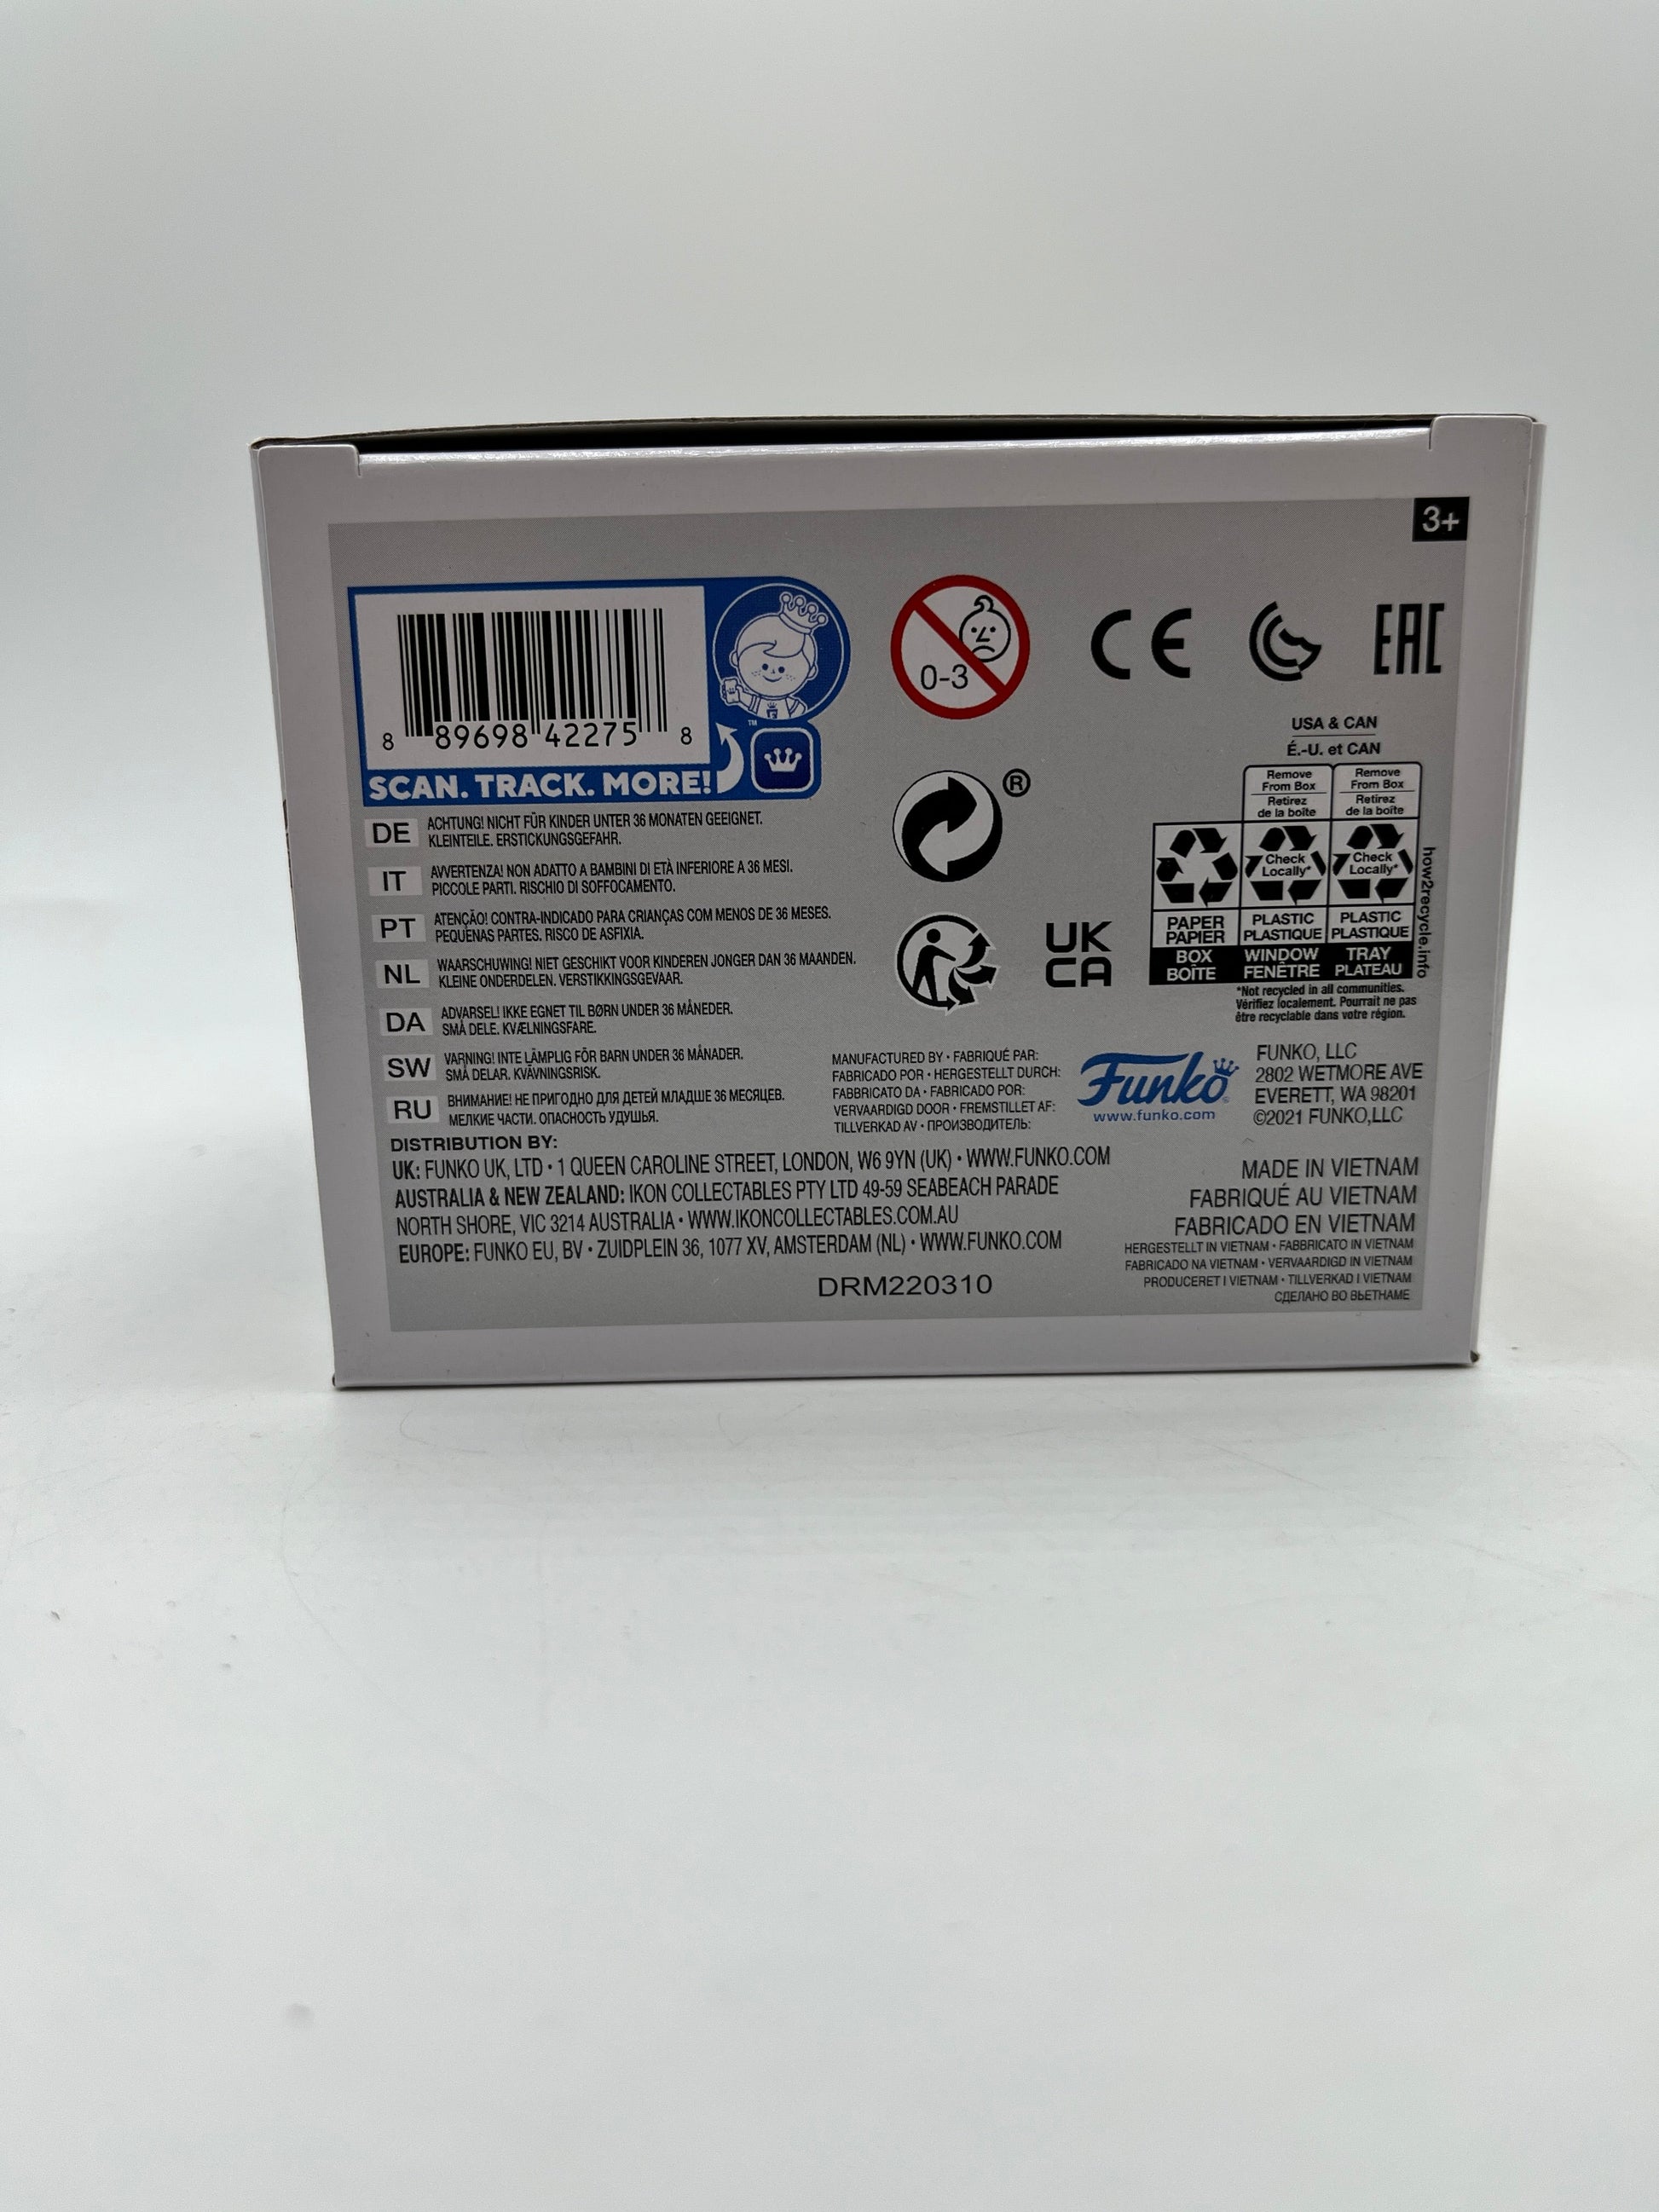 3+
8 89698 42275 8
™
SCAN. TRACK. MORE!
0-3
CE
EAC
USA & CAN
É.-U. et CAN
Remove
From Box
Retirez
de la boîte
Remove
From Box
Retirez
de la boîte
Check
Locally*
Check
Locally*
PAPER
PAPIER
PLASTIC
PLASTIQUE
PLASTIC
PLASTIQUE
BOX
BOÎTE
WINDOW
FENÊTRE
TRAY
PLATEAU
how2recycle.info
*Not recycled in all communities.
Vérifiez localement. Pourrait ne pas
être recyclable dans votre région.
®
UK
CA
DE ACHTUNG! NICHT FÜR KINDER UNTER 36 MONATEN GEEIGNET.
KLEINTEILE. ERSTICKUNGSGEFAHR.
IT AVVERTENZA! NON ADATTO A BAMBINI DI ETÀ INFERIORE A 36 MESI.
PICCOLE PARTI. RISCHIO DI SOFFOCAMENTO.
PT ATENÇÃO! CONTRA-INDICADO PARA CRIANÇAS COM MENOS DE 36 MESES.
PEQUENAS PARTES. RISCO DE ASFIXIA.
NL WAARSCHUWING! NIET GESCHIKT VOOR KINDEREN JONGER DAN 36 MAANDEN.
KLEINE ONDERDELEN. VERSTIKKINGSGEVAAR.
DA ADVARSEL! IKKE EGNET TIL BØRN UNDER 36 MÅNEDER.
SMÅ DELE. KVÆLNINGSFARE.
SW VARNING! INTE LÄMPLIG FÖR BARN UNDER 36 MÅNADER.
SMÅ DELAR. KVÄVNINGSRISK.
RU ВНИМАНИЕ! НЕ ПРИГОДНО ДЛЯ ДЕТЕЙ МЛАДШЕ 36 МЕСЯЦЕВ.
МЕЛКИЕ ЧАСТИ. ОПАСНОСТЬ УДУШЬЯ.
MANUFACTURED BY • FABRIQUÉ PAR:
FABRICADO POR • HERGESTELLT DURCH:
FABBRICATO DA • FABRICADO POR:
VERVAARDIGD DOOR • FREMSTILLET AF:
TILLVERKAD AV • ПРОИЗВОДИТЕЛЬ:
Funko
www.funko.com
FUNKO, LLC
2802 WETMORE AVE
EVERETT, WA 98201
©2021 FUNKO,LLC
DISTRIBUTION BY:
UK: FUNKO UK, LTD • 1 QUEEN CAROLINE STREET, LONDON, W6 9YN (UK) • WWW.FUNKO.COM
AUSTRALIA & NEW ZEALAND: IKON COLLECTABLES PTY LTD 49-59 SEABEACH PARADE
NORTH SHORE, VIC 3214 AUSTRALIA • WWW.IKONCOLLECTABLES.COM.AU
EUROPE: FUNKO EU, BV • ZUIDPLEIN 36, 1077 XV, AMSTERDAM (NL) • WWW.FUNKO.COM
DRM220310
MADE IN VIETNAM
FABRIQUÉ AU VIETNAM
FABRICADO EN VIETNAM
HERGESTELLT IN VIETNAM • FABBRICATO IN VIETNAM
FABRICADO NA VIETNAM • VERVAARDIGD IN VIETNAM
PRODUCERET I VIETNAM • TILLVERKAD I VIETNAM
СДЕЛАНО ВО ВЬЕТНАМЕ